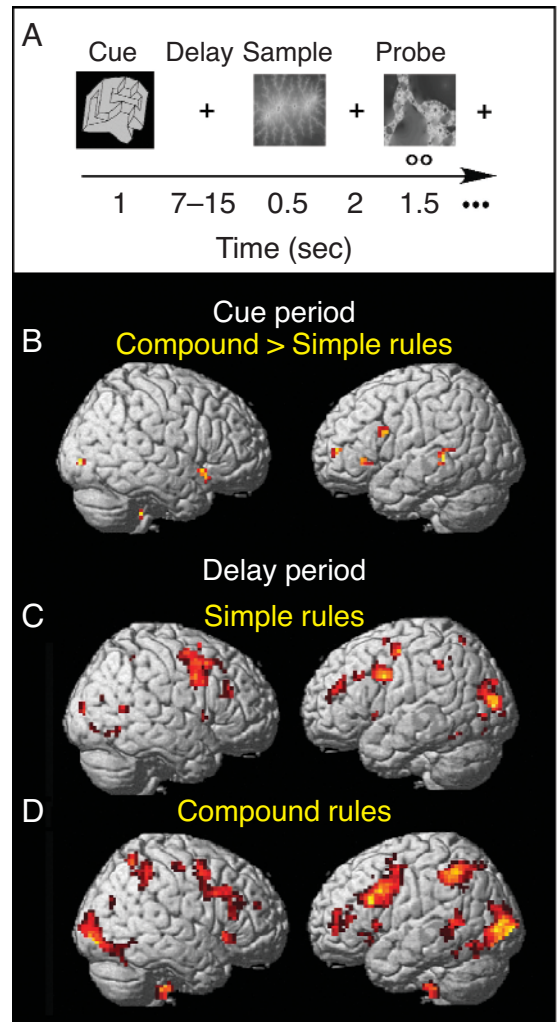 A
Cue Delay Sample Probe
+ + +
oo
1 7–15 0.5 2 1.5 •••
Time (sec)
Cue period
B
Compound > Simple rules
Delay period
C
Simple rules
D
Compound rules